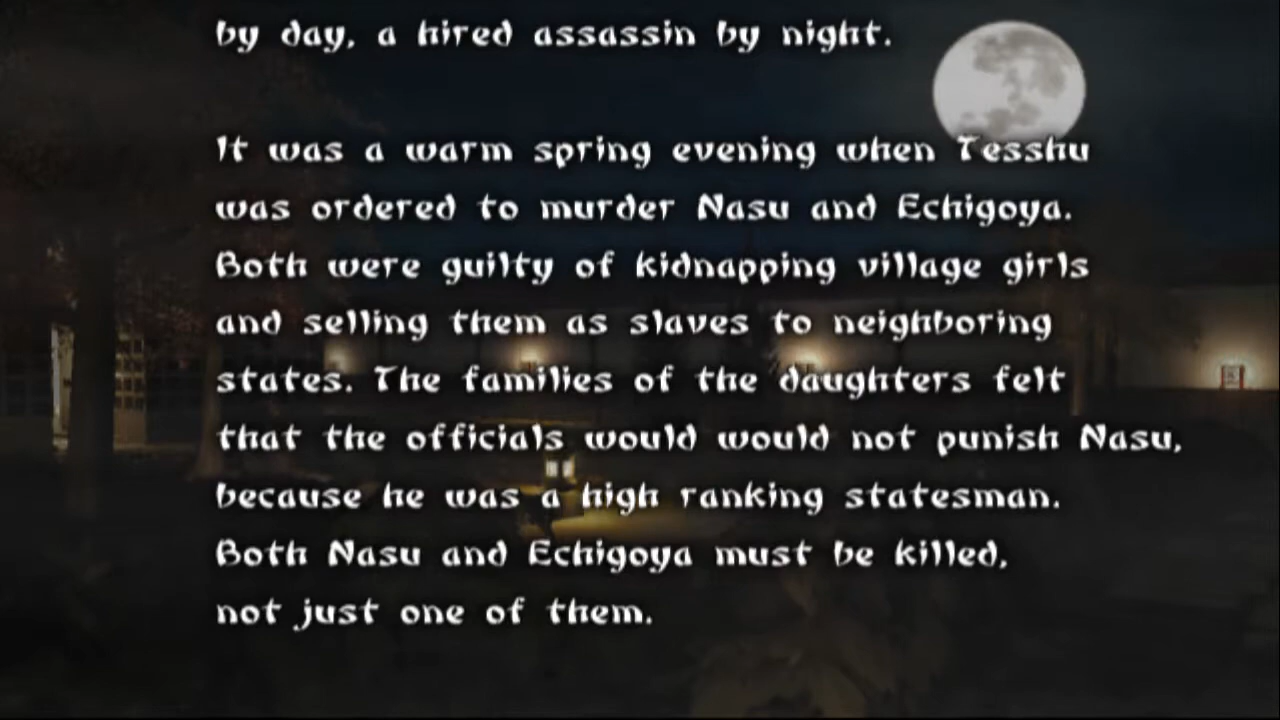 by day, a hired assassin by night.
It was a warm spring evening when Tesshu
was ordered to murder Nasu and Echigoya.
Both were guilty of kidnapping village girls
and selling them as slaves to neighboring
states. The families of the daughters felt
that the officials would would not punish Nasu,
because he was a high ranking statesman.
Both Nasu and Echigoya must be killed,
not just one of them.